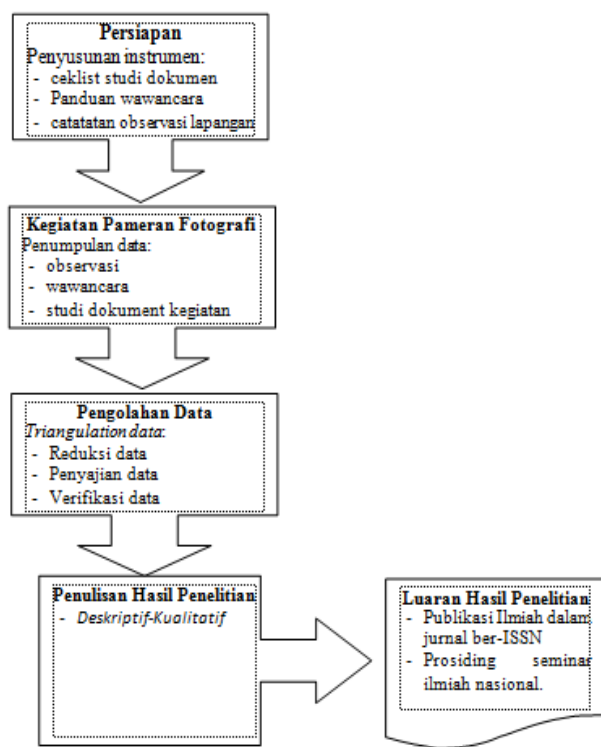 Persiapan
Penyusunan instrumen:
- ceklist studi dokumen
- Panduan wawancara
- catatatan observasi lapangan
Kegiatan Pameran Fotografi
Penumpulan data:
- observasi
- wawancara
- studi dokument kegiatan
Pengolahan Data
Triangulation data:
- Reduksi data
- Penyajian data
- Verifikasi data
Penulisan Hasil Penelitian
- Deskriptif-Kualitatif
Luaran Hasil Penelitian
- Publikasi Ilmiah dalam
jurnal ber-ISSN
- Prosiding seminar
ilmiah nasional.